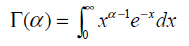 Γ(α) = ∫₀^∞ x^(α−1) e^(−x) dx